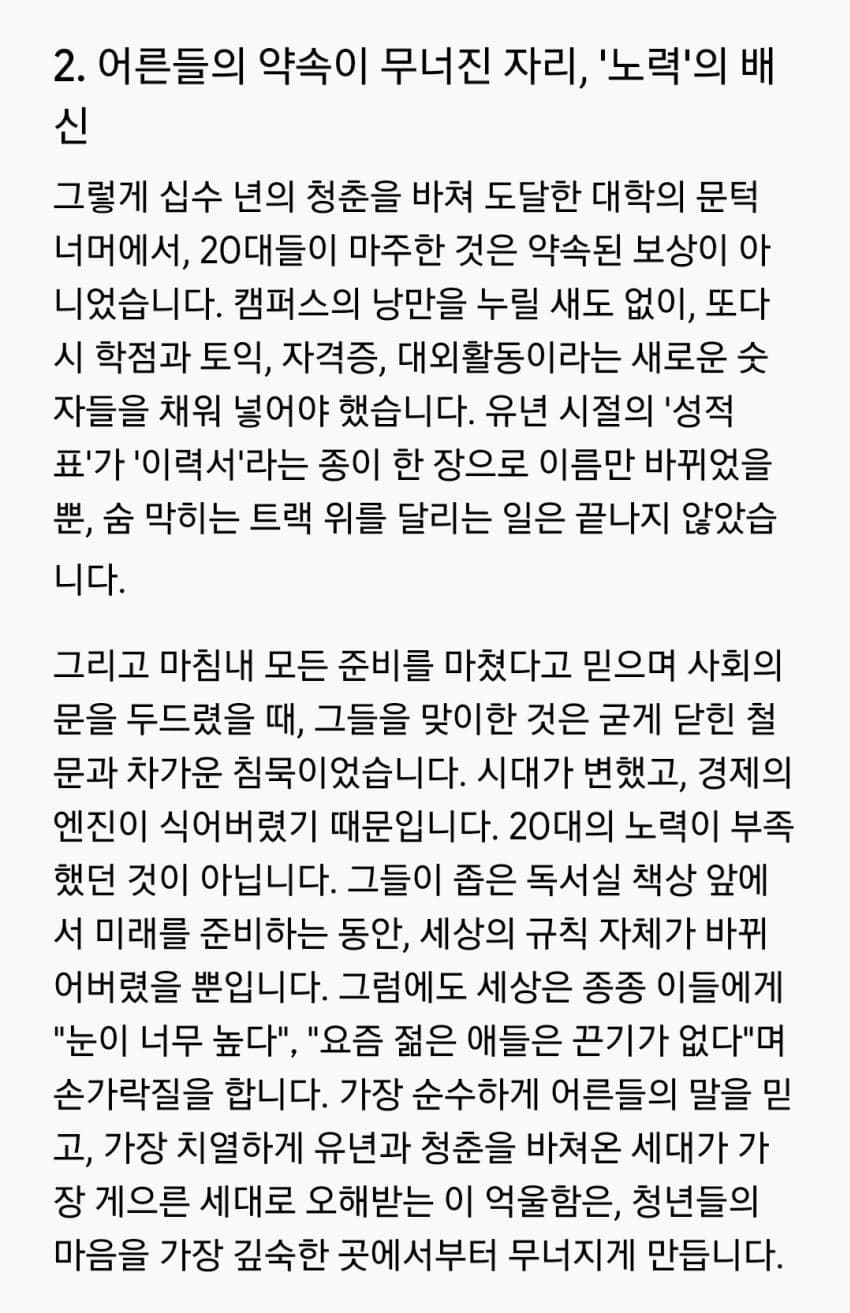 2. 어른들의 약속이 무너진 자리, '노력'의 배
신
그렇게 십수 년의 청춘을 바쳐 도달한 대학의 문턱
너머에서, 20대들이 마주한 것은 약속된 보상이 아
니었습니다. 캠퍼스의 낭만을 누릴 새도 없이, 또다
시 학점과 토익, 자격증, 대외활동이라는 새로운 숫
자들을 채워 넣어야 했습니다. 유년 시절의 '성적
표'가 '이력서'라는 종이 한 장으로 이름만 바뀌었을
뿐, 숨 막히는 트랙 위를 달리는 일은 끝나지 않았습
니다.
그리고 마침내 모든 준비를 마쳤다고 믿으며 사회의
문을 두드렸을 때, 그들을 맞이한 것은 굳게 닫힌 철
문과 차가운 침묵이었습니다. 시대가 변했고, 경제의
엔진이 식어버렸기 때문입니다. 20대의 노력이 부족
했던 것이 아닙니다. 그들이 좁은 독서실 책상 앞에
서 미래를 준비하는 동안, 세상의 규칙 자체가 바뀌
어버렸을 뿐입니다. 그럼에도 세상은 종종 이들에게
"눈이 너무 높다", "요즘 젊은 애들은 끈기가 없다"며
손가락질을 합니다. 가장 순수하게 어른들의 말을 믿
고, 가장 치열하게 유년과 청춘을 바쳐온 세대가 가
장 게으른 세대로 오해받는 이 억울함은, 청년들의
마음을 가장 깊숙한 곳에서부터 무너지게 만듭니다.